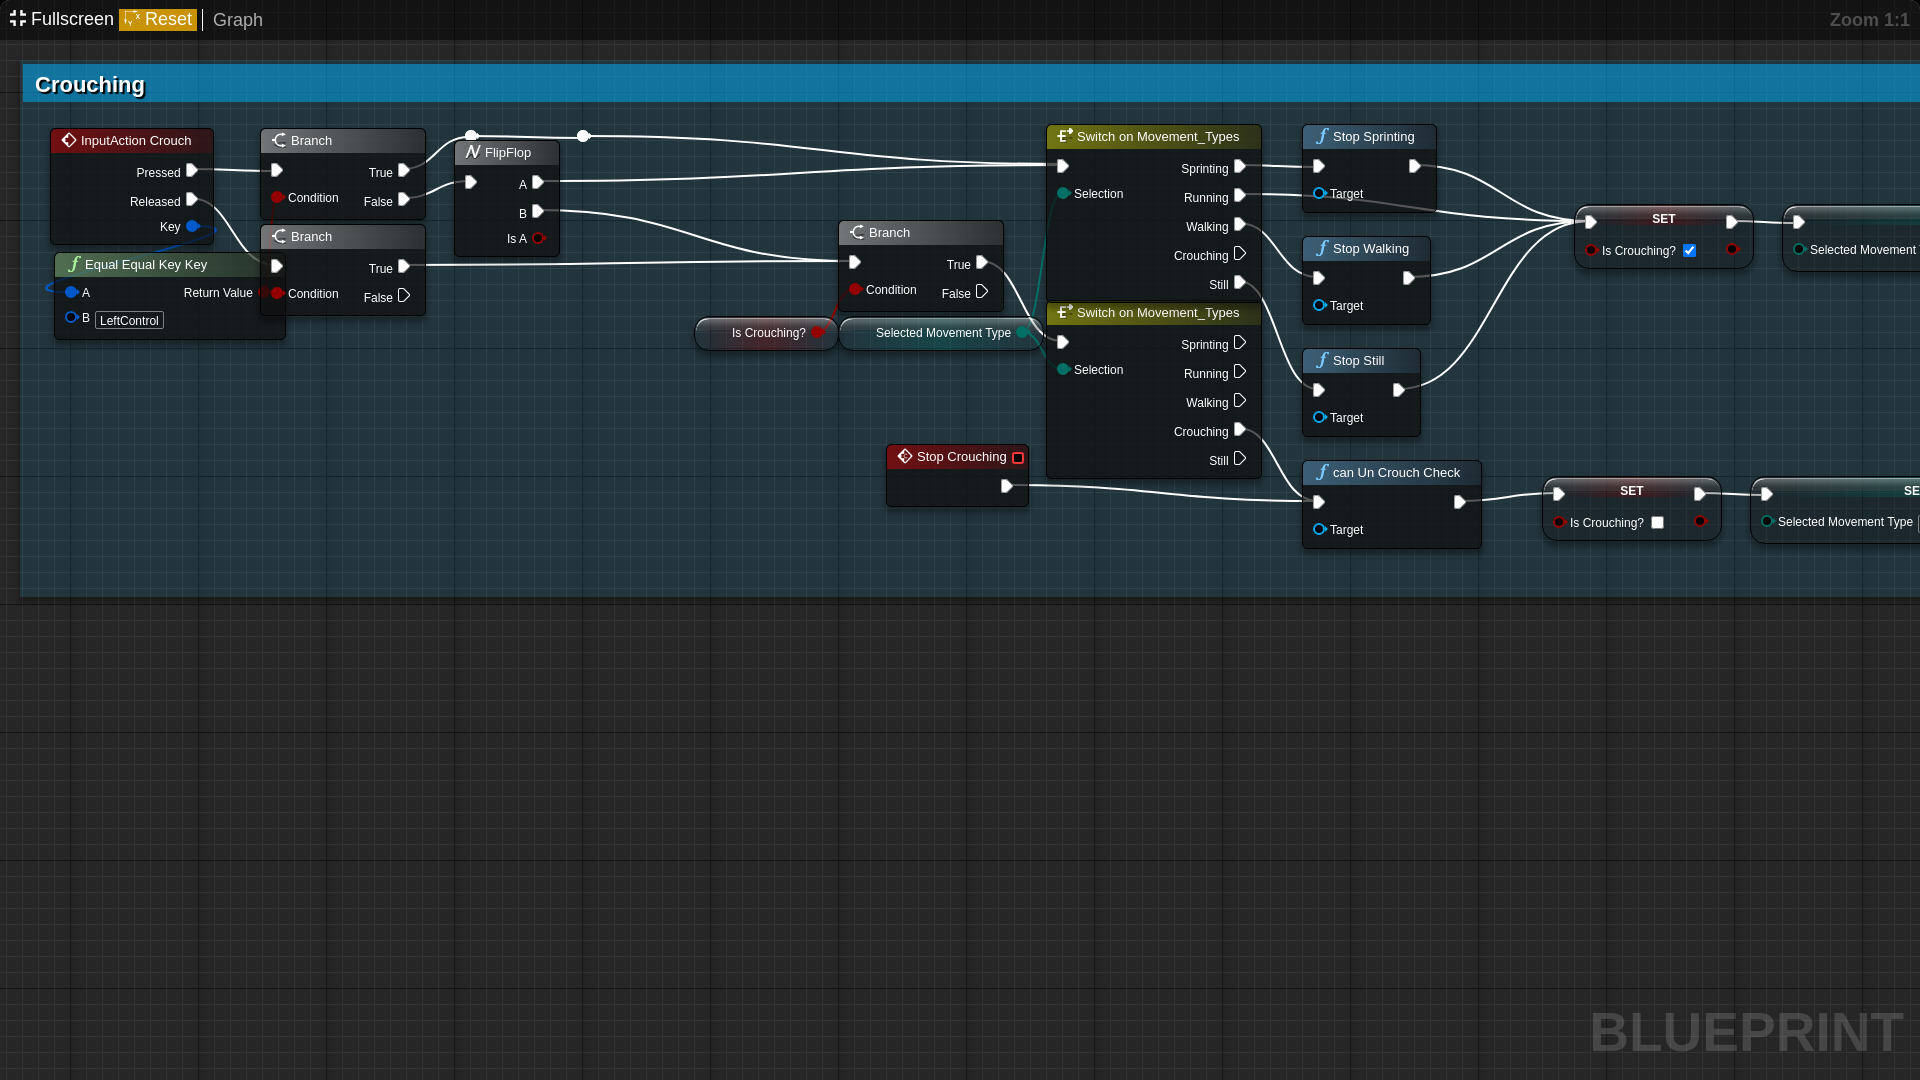 Fullscreen Reset Graph Zoom 1:1
Crouching
InputAction Crouch
Pressed
Released
Key
Branch
True
Condition
False
Equal Equal Key Key
A
Return Value
B
LeftControl
Branch
True
Condition
False
FlipFlop
A
B
Is A
Branch
True
Condition
False
Is Crouching?
Selected Movement Type
Switch on Movement_Types
Sprinting
Selection
Running
Walking
Crouching
Still
Switch on Movement_Types
Sprinting
Selection
Running
Walking
Crouching
Still
Stop Crouching
Stop Sprinting
Target
Stop Walking
Target
Stop Still
Target
can Un Crouch Check
Target
SET
Is Crouching?
Selected Movement
SET
Is Crouching?
SE
Selected Movement Type
BLUEPRINT